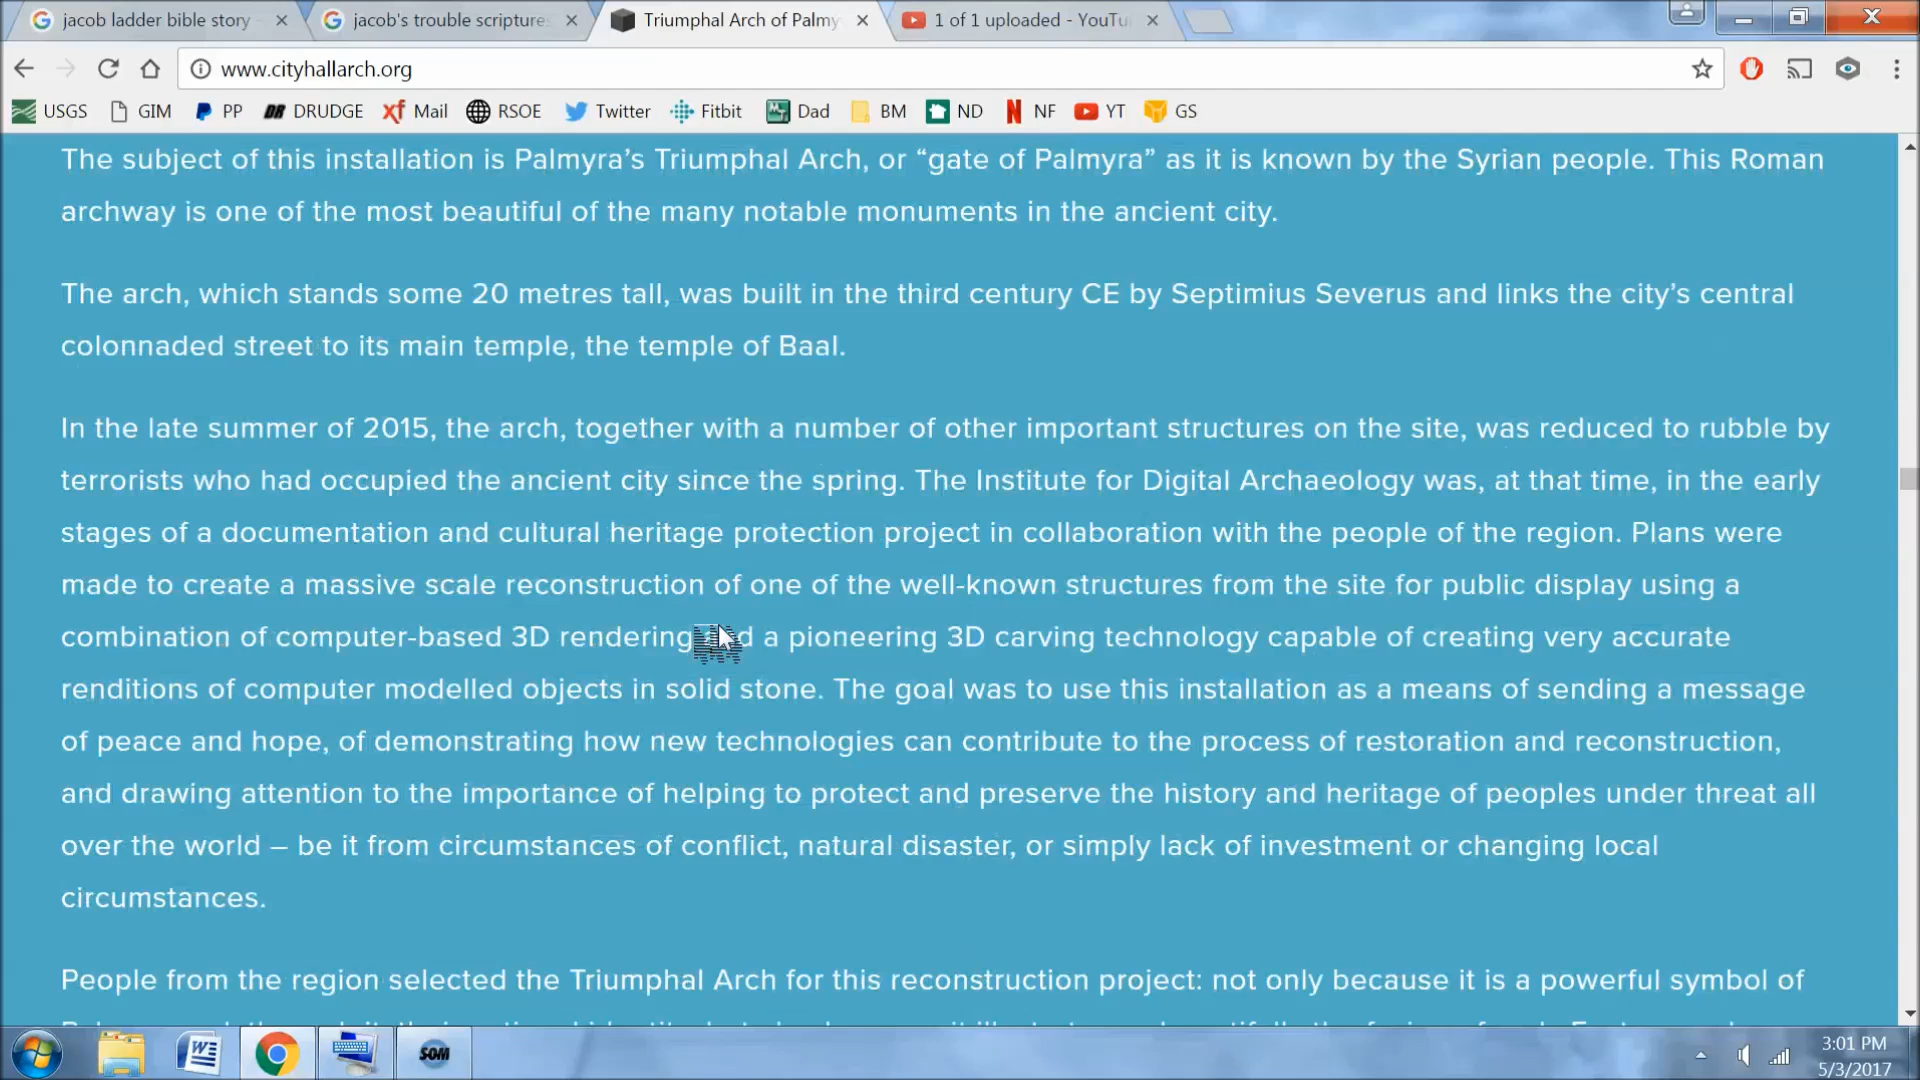 jacob ladder bible story
jacob's trouble scripture
Triumphal Arch of Palmy
1 of 1 uploaded - YouTu
www.cityhallarch.org
USGS GIM PP DRUDGE Mail RSOE Twitter Fitbit Dad BM ND NF YT GS
The subject of this installation is Palmyra’s Triumphal Arch, or “gate of Palmyra” as it is known by the Syrian people. This Roman
archway is one of the most beautiful of the many notable monuments in the ancient city.
The arch, which stands some 20 metres tall, was built in the third century CE by Septimius Severus and links the city’s central
colonnaded street to its main temple, the temple of Baal.
In the late summer of 2015, the arch, together with a number of other important structures on the site, was reduced to rubble by
terrorists who had occupied the ancient city since the spring. The Institute for Digital Archaeology was, at that time, in the early
stages of a documentation and cultural heritage protection project in collaboration with the people of the region. Plans were
made to create a massive scale reconstruction of one of the well-known structures from the site for public display using a
combination of computer-based 3D rendering a pioneering 3D carving technology capable of creating very accurate
renditions of computer modelled objects in solid stone. The goal was to use this installation as a means of sending a message
of peace and hope, of demonstrating how new technologies can contribute to the process of restoration and reconstruction,
and drawing attention to the importance of helping to protect and preserve the history and heritage of peoples under threat all
over the world – be it from circumstances of conflict, natural disaster, or simply lack of investment or changing local
circumstances.
People from the region selected the Triumphal Arch for this reconstruction project: not only because it is a powerful symbol of
SOM
3:01 PM
5/3/2017